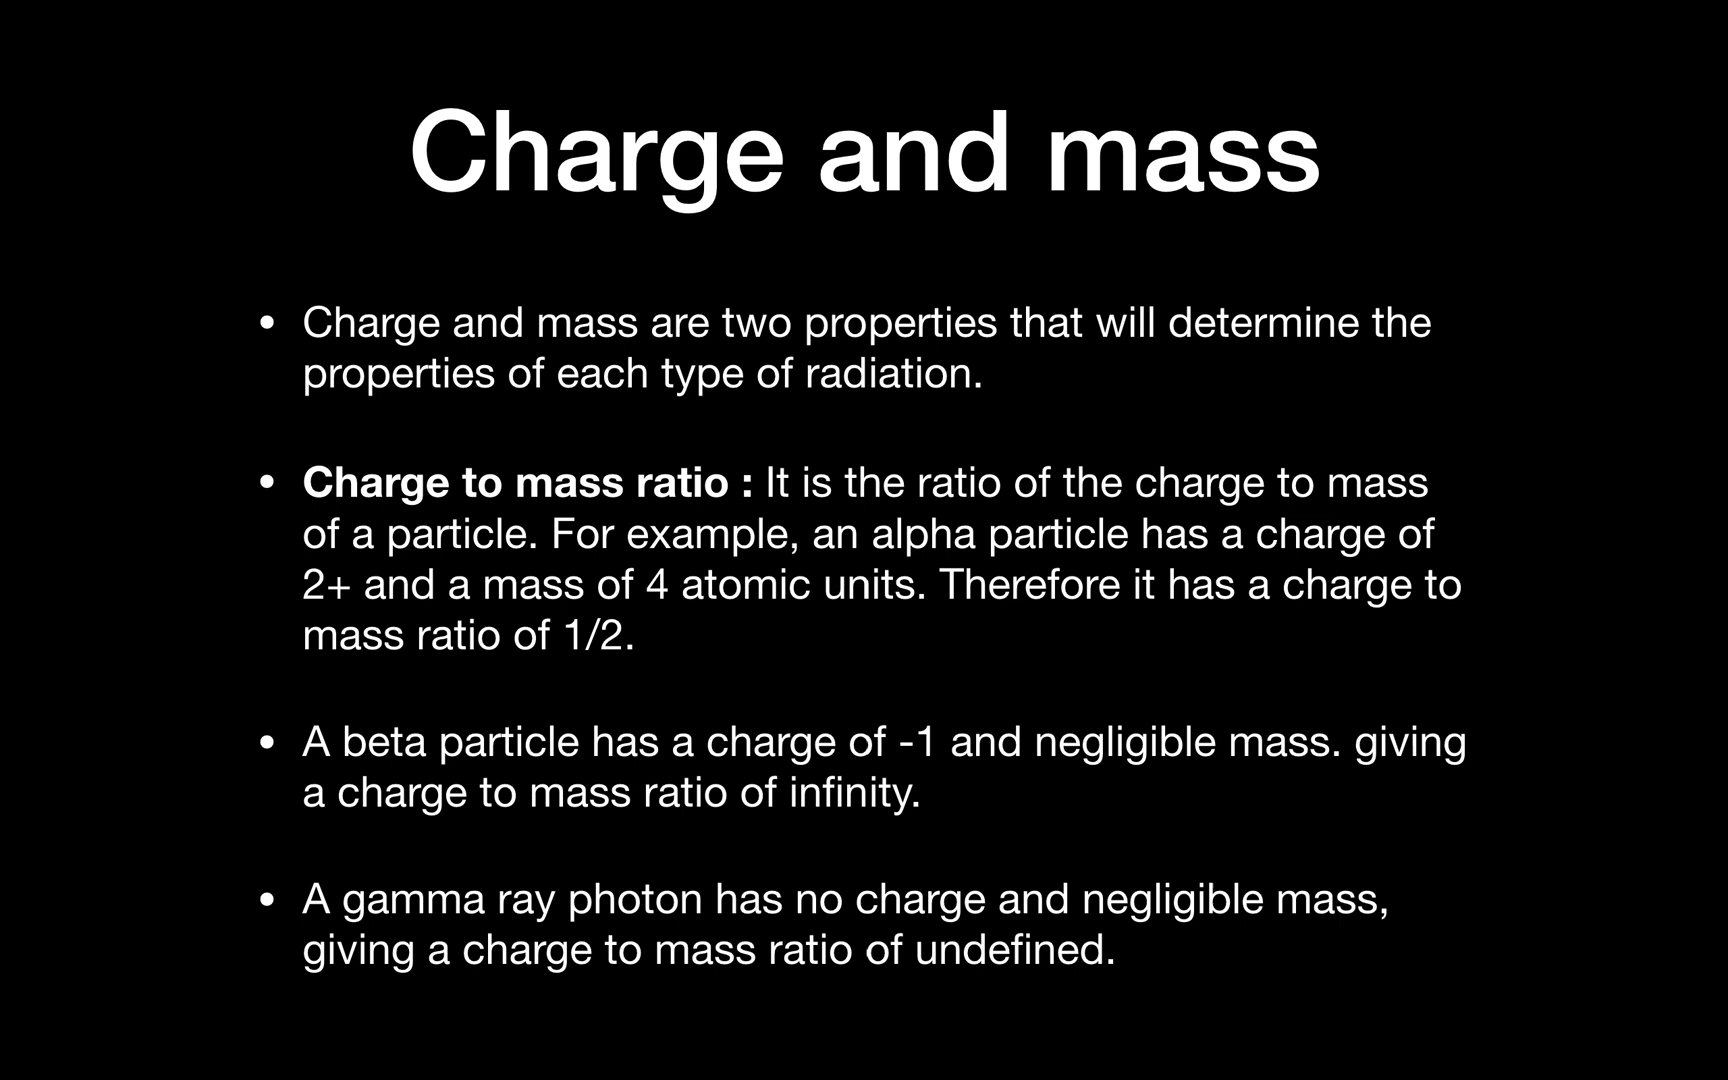 Charge and mass
• Charge and mass are two properties that will determine the
properties of each type of radiation.
• Charge to mass ratio : It is the ratio of the charge to mass
of a particle. For example, an alpha particle has a charge of
2+ and a mass of 4 atomic units. Therefore it has a charge to
mass ratio of 1/2.
• A beta particle has a charge of -1 and negligible mass. giving
a charge to mass ratio of infinity.
• A gamma ray photon has no charge and negligible mass,
giving a charge to mass ratio of undefined.